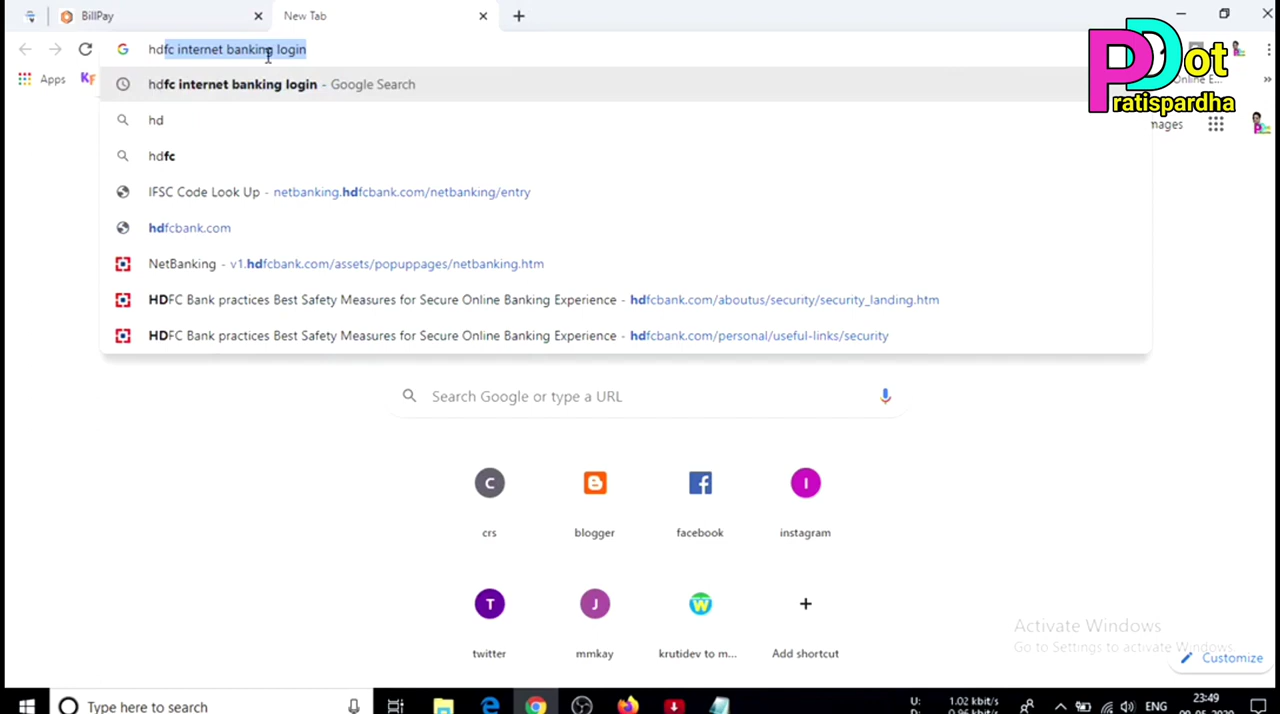 BillPay
New Tab
hdfc internet banking login
Apps
hdfc internet banking login - Google Search
hd
hdfc
IFSC Code Look Up - netbanking.hdfcbank.com/netbanking/entry
hdfcbank.com
NetBanking - v1.hdfcbank.com/assets/popuppages/netbanking.htm
HDFC Bank practices Best Safety Measures for Secure Online Banking Experience - hdfcbank.com/aboutus/security/security_landing.htm
HDFC Bank practices Best Safety Measures for Secure Online Banking Experience - hdfcbank.com/personal/useful-links/security
P Dot
Pratispardha
Search Google or type a URL
C
I
crs
blogger
facebook
instagram
T
J
twitter
mmkay
krutidev to m...
Add shortcut
Activate Windows
Go to Settings to activate Windows.
Customize
Type here to search
U: 1.02 kbit/s
ENG
23:49